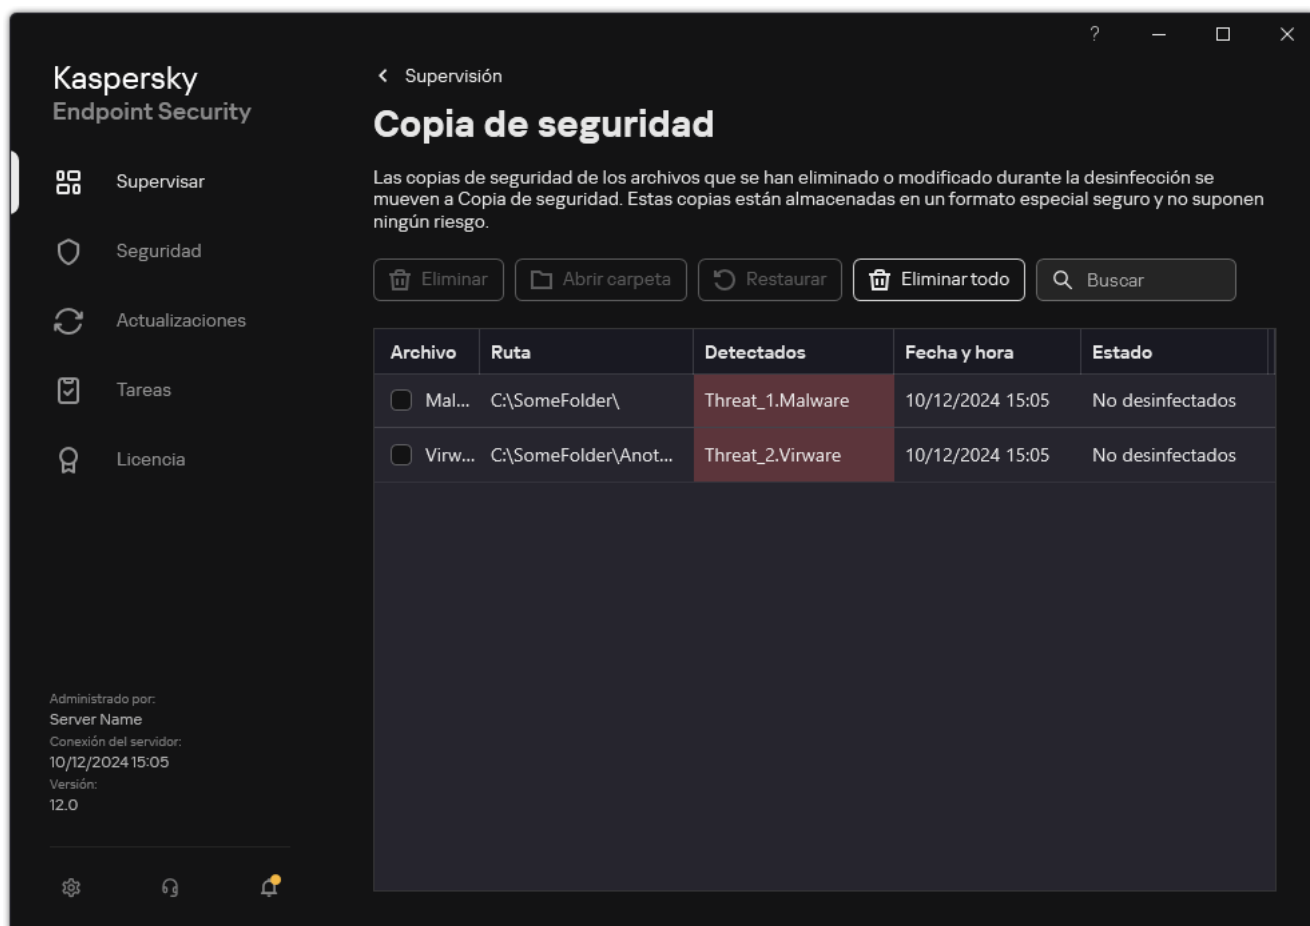 ?
Kaspersky
Endpoint Security
Supervisar
Seguridad
Actualizaciones
Tareas
Licencia
Administrado por:
Server Name
Conexión del servidor:
10/12/2024 15:05
Versión:
12.0
Supervisión
Copia de seguridad
Las copias de seguridad de los archivos que se han eliminado o modificado durante la desinfección se
mueven a Copia de seguridad. Estas copias están almacenadas en un formato especial seguro y no suponen
ningún riesgo.
Eliminar Abrir carpeta Restaurar Eliminar todo Buscar
Archivo Ruta Detectados Fecha y hora Estado
Mal... C:\SomeFolder\ Threat_1.Malware 10/12/2024 15:05 No desinfectados
Virw... C:\SomeFolder\Anot... Threat_2.Virware 10/12/2024 15:05 No desinfectados